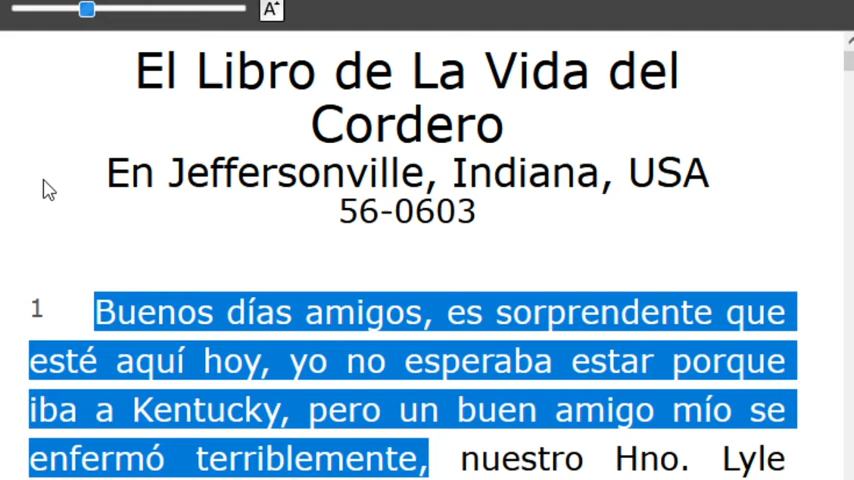 A
El Libro de La Vida del
Cordero
En Jeffersonville, Indiana, USA
56-0603
1 Buenos días amigos, es sorprendente que
esté aquí hoy, yo no esperaba estar porque
iba a Kentucky, pero un buen amigo mío se
enfermó terriblemente, nuestro Hno. Lyle